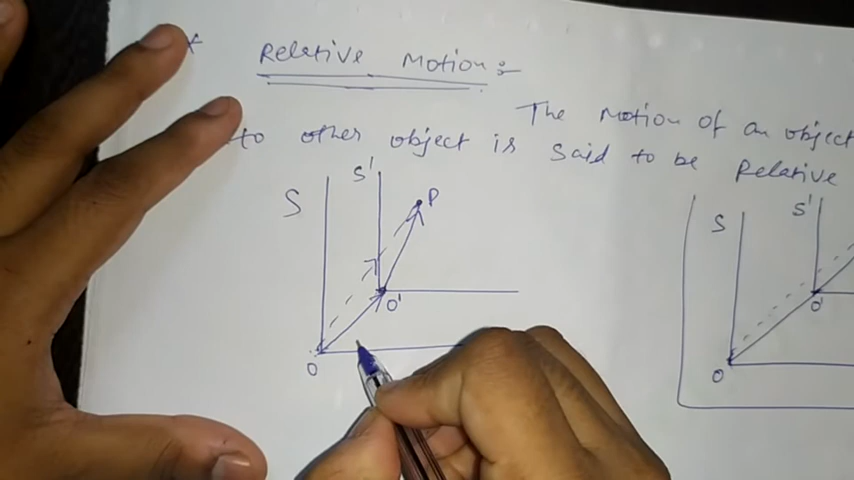 * Relative Motion:-
The Motion of an object
to other object is said to be Relative
S S' P
O' O
S S'
O' O